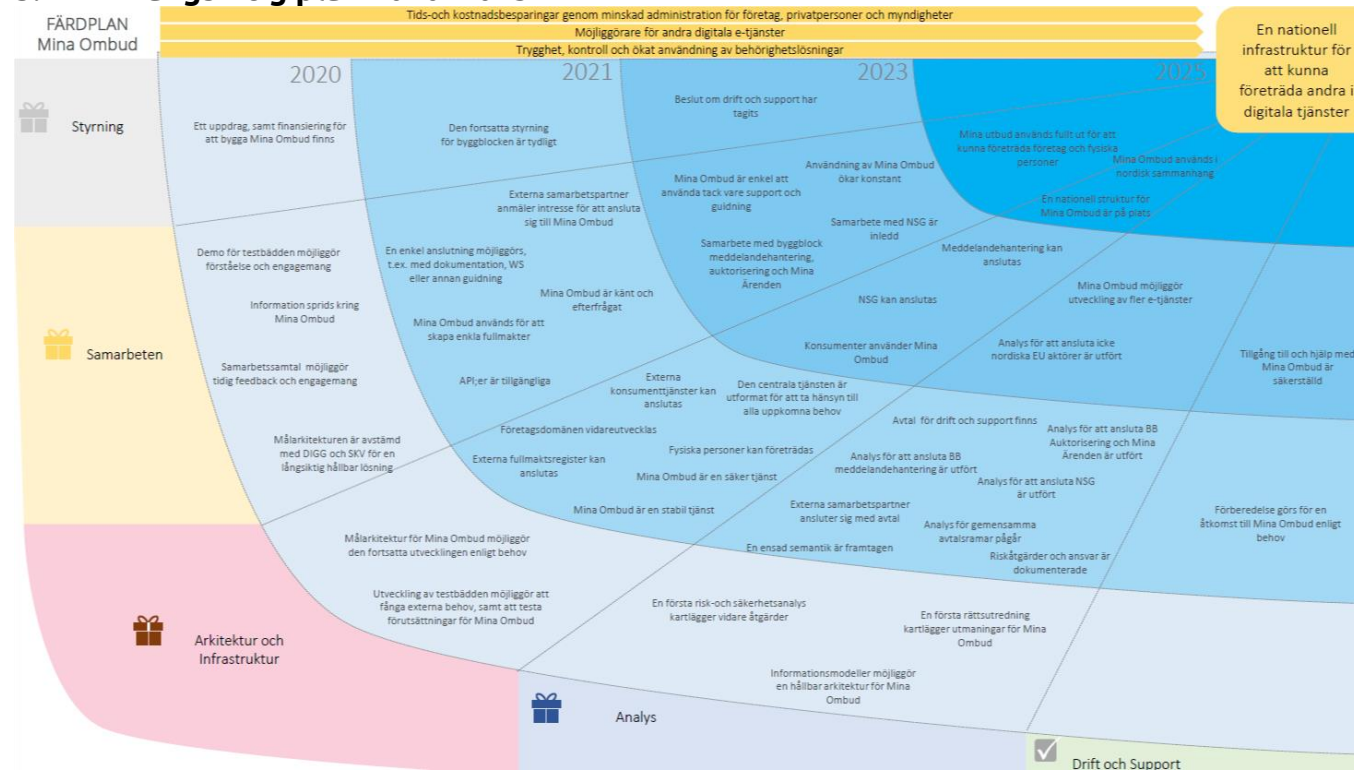 FÄRDPLAN
Mina Ombud
Tids-och kostnadsbesparingar genom minskad administration för företag, privatpersoner och myndigheter
Möjliggörare för andra digitala e-tjänster
Trygghet, kontroll och ökat användning av behörighetslösningar
En nationell
infrastruktur för
att kunna
företräda andra i
digitala tjänster
2020
2021
2023
2025
Styrning
Ett uppdrag, samt finansiering för
att bygga Mina Ombud finns
Den fortsatta styrning
för byggblocken är tydligt
Beslut om drift och support har
tagits
Mina utbud används fullt ut för att
kunna företräda företag och fysiska
personer
Mina Ombud används i
nordisk sammanhang
En nationell struktur för
Mina Ombud är på plats
Användning av Mina Ombud
ökar konstant
Mina Ombud är enkel att
använda tack vare support och
guidning
Samarbete med NSG är
inledd
Externa samarbetspartner
anmäler intresse för att ansluta
sig till Mina Ombud
Samarbeten
Demo för testbädden möjliggör
förståelse och engagemang
Information sprids kring
Mina Ombud
Samarbetssamtal möjliggör
tidig feedback och engagemang
Målarkitekturen är avstämd
med DIGG och SKV för en
långsiktig hållbar lösning
En enkel anslutning möjliggörs,
t.ex. med dokumentation, WS
eller annan guidning
Mina Ombud är känt och
efterfrågat
Mina Ombud används för att
skapa enkla fullmakter
API;er är tillgängliga
Samarbete med byggblock
meddelandehantering,
auktorisering och Mina
Ärenden
NSG kan anslutas
Konsumenter använder Mina
Ombud
Meddelandehantering kan
anslutas
Mina Ombud möjliggör
utveckling av fler e-tjänster
Analys för att ansluta icke
nordiska EU aktörer är utfört
Tillgång till och hjälp med
Mina Ombud är
säkerställd
Externa
konsumenttjänster kan
anslutas
Den centrala tjänsten är
utformat för att ta hänsyn till
alla uppkomna behov
Företagsdomänen vidareutvecklas
Externa fullmaktsregister kan
anslutas
Fysiska personer kan företrädas
Mina Ombud är en säker tjänst
Mina Ombud är en stabil tjänst
Avtal för drift och support finns
Analys för att ansluta BB
meddelandehantering är utfört
Analys för att ansluta BB
Auktorisering och Mina
Ärenden är utfört
Analys för att ansluta NSG
är utfört
Externa samarbetspartner
ansluter sig med avtal
En ensad semantik är framtagen
Analys för gemensamma
avtalsramar pågår
Riskåtgärder och ansvar är
dokumenterade
Förberedelse görs för en
åtkomst till Mina Ombud enligt
behov
Arkitektur och
Infrastruktur
Målarkitektur för Mina Ombud möjliggör
den fortsatta utvecklingen enligt behov
Utveckling av testbädden möjliggör att
fånga externa behov, samt att testa
förutsättningar för Mina Ombud
En första risk-och säkerhetsanalys
kartlägger vidare åtgärder
En första rättsutredning
kartlägger utmaningar för Mina
Ombud
Informationsmodeller möjliggör
en hållbar arkitektur för Mina
Ombud
Analys
Drift och Support